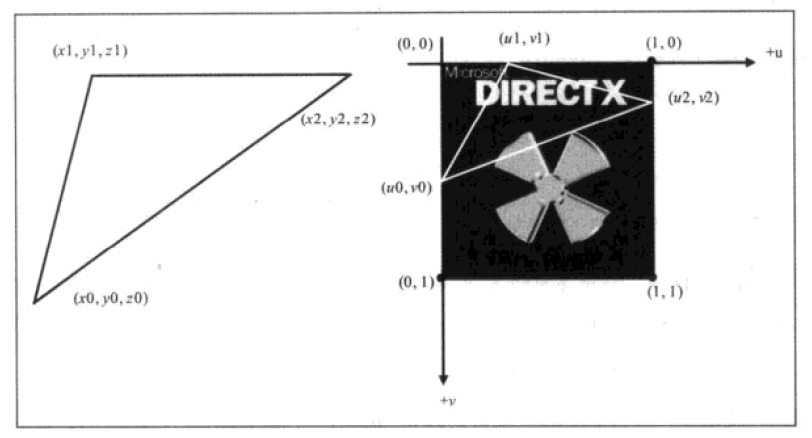 (x1, y1, z1)
(x2, y2, z2)
(x0, y0, z0)
(0, 0)
(u1, v1)
(1, 0)
+u
Microsoft
DIRECTX
(u2, v2)
(u0, v0)
(0, 1)
(1, 1)
+v